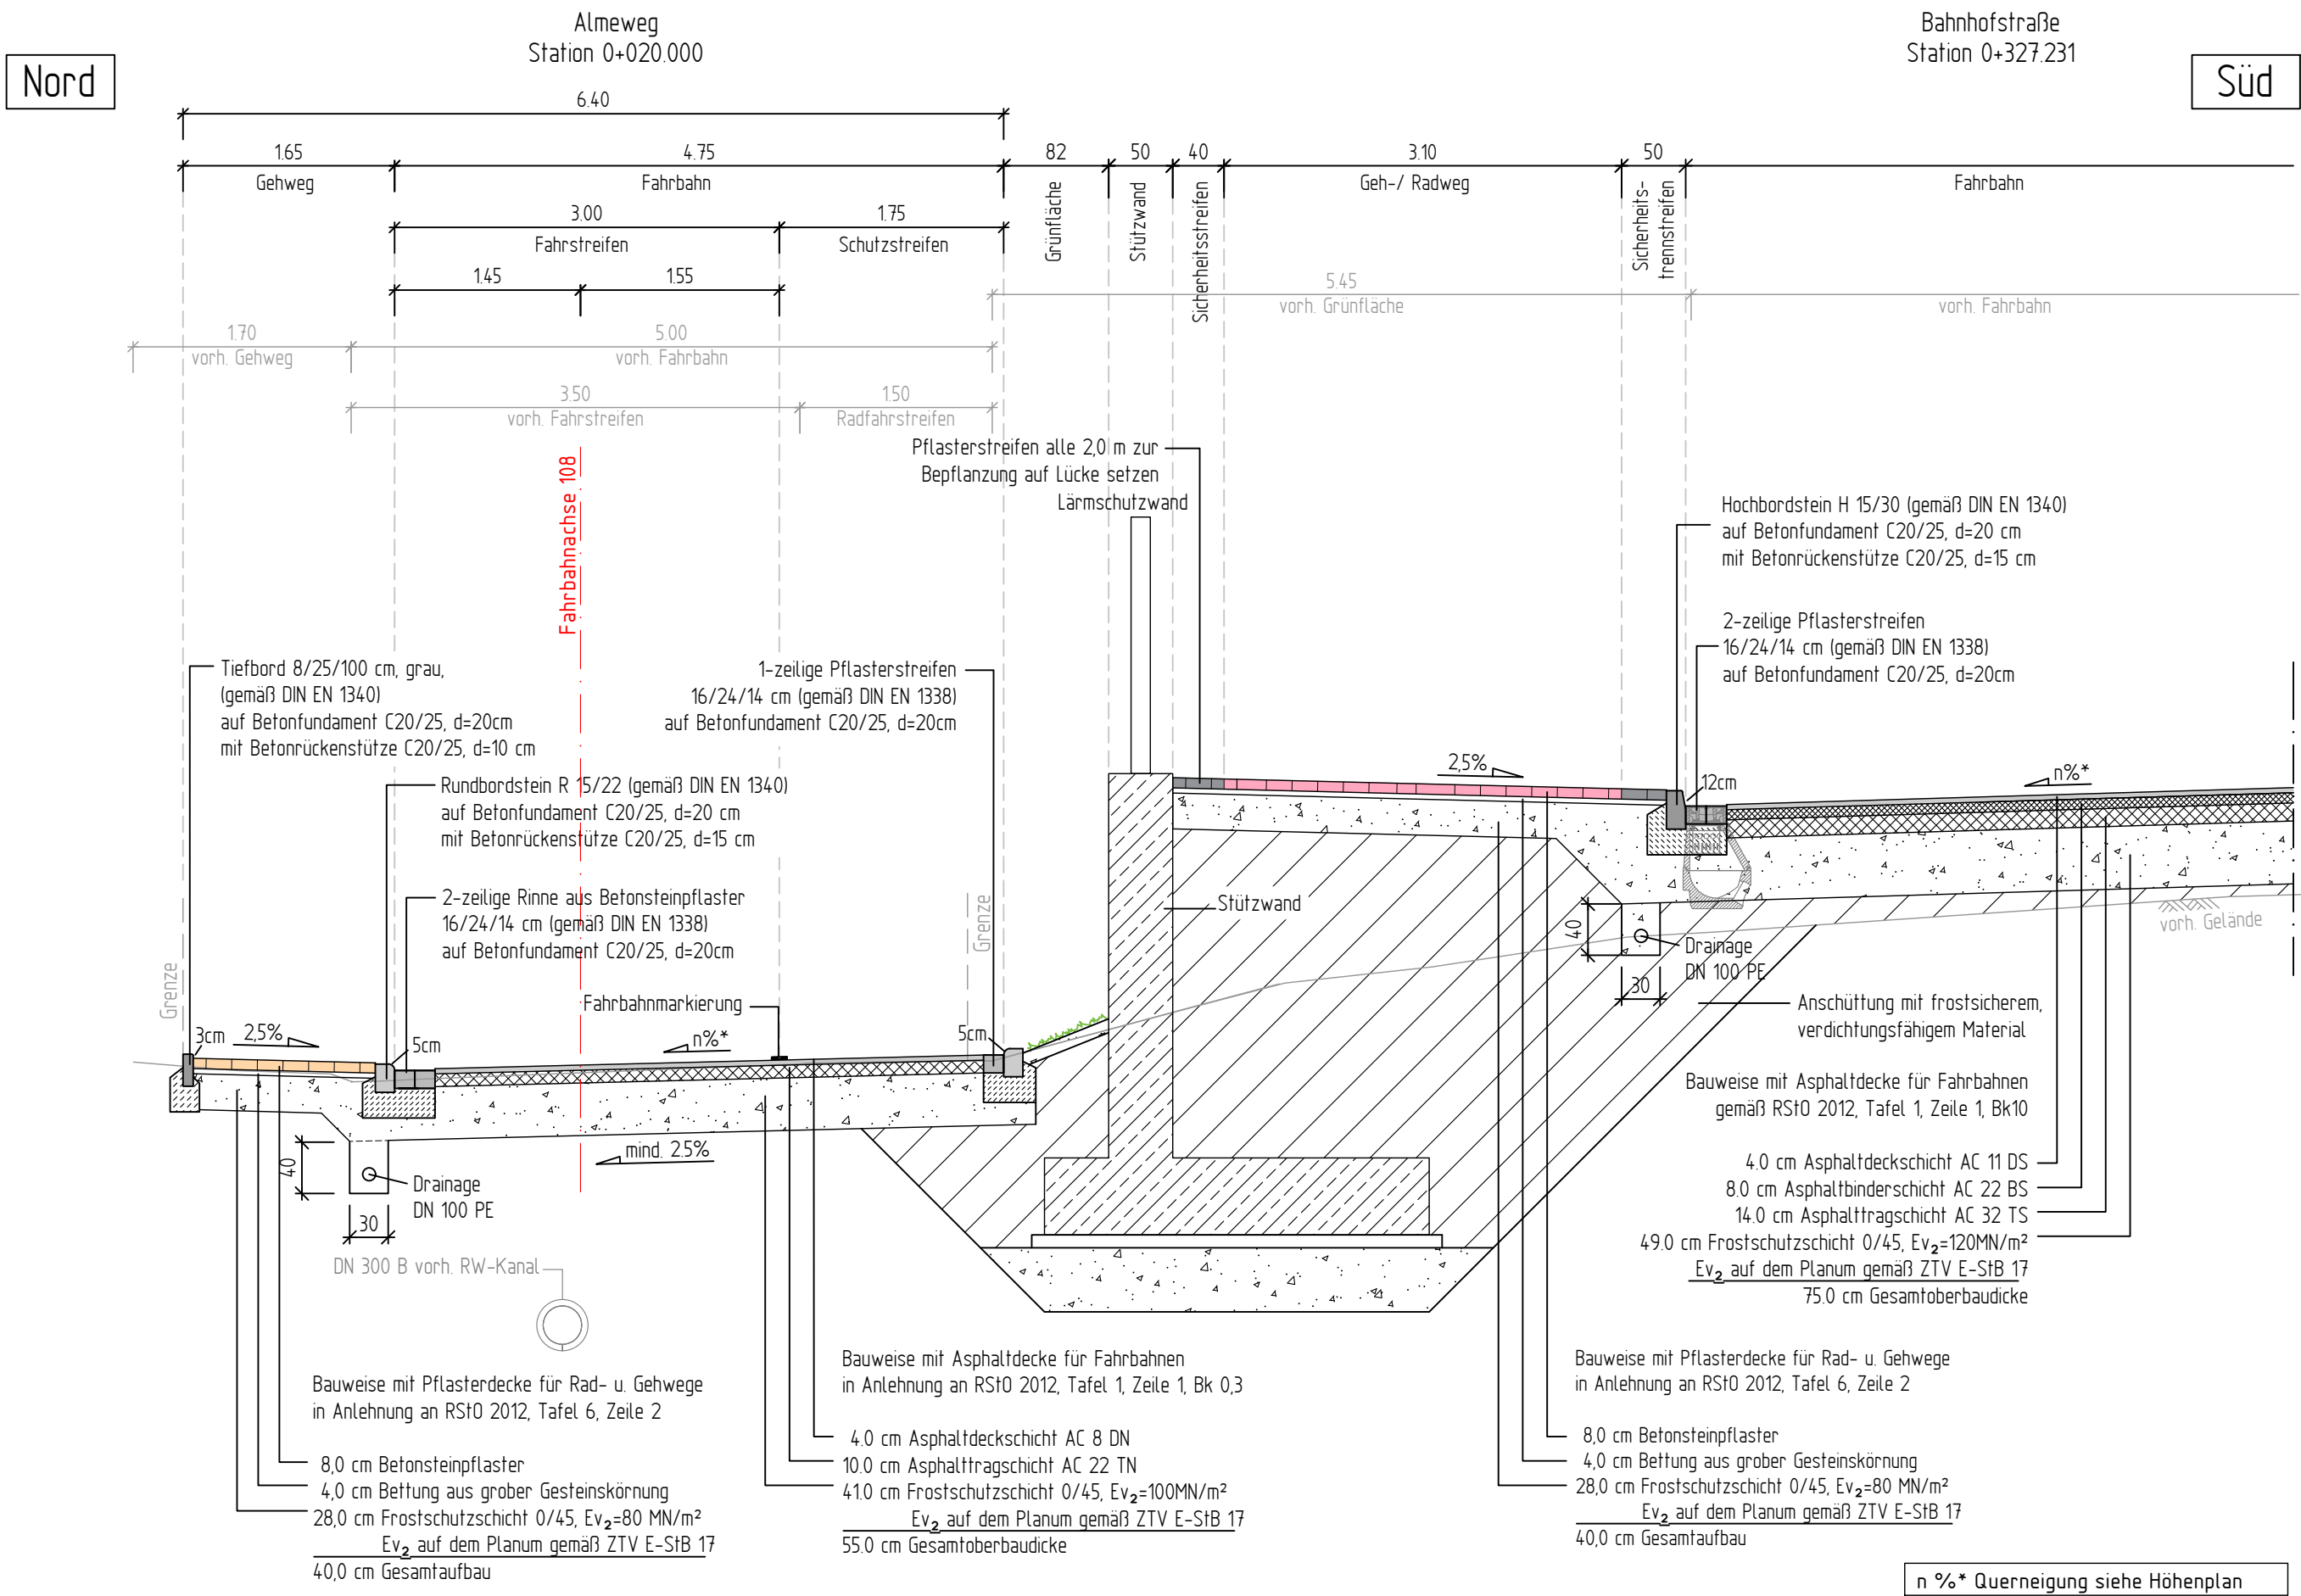 Almeweg
Station 0+020.000
Bahnhofstraße
Station 0+327.231
Nord
Süd
6.40
1.65
4.75
82
50
40
3.10
50
Gehweg
Fahrbahn
Grünfläche
Stützwand
Sicherheitsstreifen
Geh-/ Radweg
Sicherheits-
trennstreifen
Fahrbahn
3.00
1.75
Fahrstreifen
Schutzstreifen
1.45
1.55
5.45
vorh. Grünfläche
vorh. Fahrbahn
1.70
5.00
vorh. Gehweg
vorh. Fahrbahn
3.50
1.50
vorh. Fahrstreifen
Radfahrstreifen
Fahrbahnachse 108
Pflasterstreifen alle 2,0 m zur
Bepflanzung auf Lücke setzen
Lärmschutzwand
Hochbordstein H 15/30 (gemäß DIN EN 1340)
auf Betonfundament C20/25, d=20 cm
mit Betonrückenstütze C20/25, d=15 cm
2-zeilige Pflasterstreifen
16/24/14 cm (gemäß DIN EN 1338)
auf Betonfundament C20/25, d=20cm
Tiefbord 8/25/100 cm, grau,
(gemäß DIN EN 1340)
auf Betonfundament C20/25, d=20cm
mit Betonrückenstütze C20/25, d=10 cm
1-zeilige Pflasterstreifen
16/24/14 cm (gemäß DIN EN 1338)
auf Betonfundament C20/25, d=20cm
Rundbordstein R 15/22 (gemäß DIN EN 1340)
auf Betonfundament C20/25, d=20 cm
mit Betonrückenstütze C20/25, d=15 cm
2-zeilige Rinne aus Betonsteinpflaster
16/24/14 cm (gemäß DIN EN 1338)
auf Betonfundament C20/25, d=20cm
2,5%
12cm
n%*
Stützwand
Grenze
Grenze
vorh. Gelände
40
Drainage
DN 100 PE
30
Anschüttung mit frostsicherem,
verdichtungsfähigem Material
Fahrbahnmarkierung
3cm
2,5%
5cm
n%*
5cm
mind. 2.5%
40
Drainage
DN 100 PE
30
DN 300 B vorh. RW-Kanal
Bauweise mit Asphaltdecke für Fahrbahnen
gemäß RStO 2012, Tafel 1, Zeile 1, Bk10
4.0 cm Asphaltdeckschicht AC 11 DS
8.0 cm Asphaltbinderschicht AC 22 BS
14.0 cm Asphalttragschicht AC 32 TS
49.0 cm Frostschutzschicht 0/45, Ev₂=120MN/m²
Ev₂ auf dem Planum gemäß ZTV E-StB 17
75.0 cm Gesamtoberbaudicke
Bauweise mit Pflasterdecke für Rad- u. Gehwege
in Anlehnung an RStO 2012, Tafel 6, Zeile 2
8,0 cm Betonsteinpflaster
4,0 cm Bettung aus grober Gesteinskörnung
28,0 cm Frostschutzschicht 0/45, Ev₂=80 MN/m²
Ev₂ auf dem Planum gemäß ZTV E-StB 17
40,0 cm Gesamtaufbau
Bauweise mit Asphaltdecke für Fahrbahnen
in Anlehnung an RStO 2012, Tafel 1, Zeile 1, Bk 0,3
4.0 cm Asphaltdeckschicht AC 8 DN
10.0 cm Asphalttragschicht AC 22 TN
41.0 cm Frostschutzschicht 0/45, Ev₂=100MN/m²
Ev₂ auf dem Planum gemäß ZTV E-StB 17
55.0 cm Gesamtoberbaudicke
Bauweise mit Pflasterdecke für Rad- u. Gehwege
in Anlehnung an RStO 2012, Tafel 6, Zeile 2
8,0 cm Betonsteinpflaster
4,0 cm Bettung aus grober Gesteinskörnung
28,0 cm Frostschutzschicht 0/45, Ev₂=80 MN/m²
Ev₂ auf dem Planum gemäß ZTV E-StB 17
40,0 cm Gesamtaufbau
n %* Querneigung siehe Höhenplan